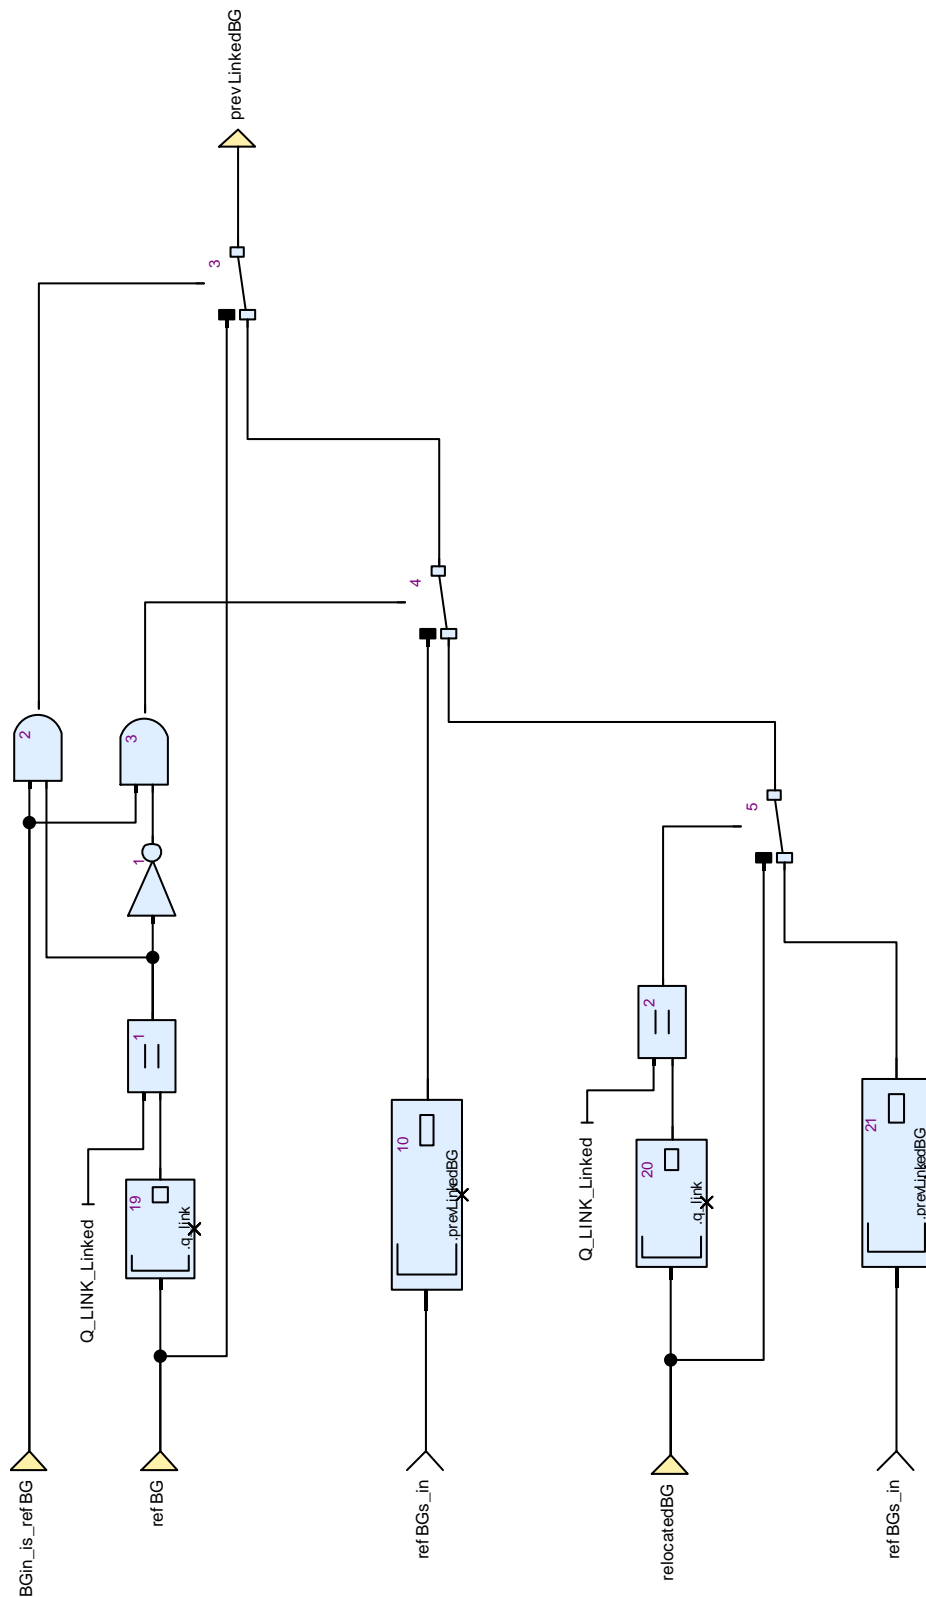 BGin_is_refBG
refBG
Q_LINK_Linked
19
.q_link
1
1
2
3
refBGs_in
10
.prevLinkedBG
4
3
prevLinkedBG
relocatedBG
Q_LINK_Linked
20
.q_link
2
5
refBGs_in
21
.prevLinkedBG